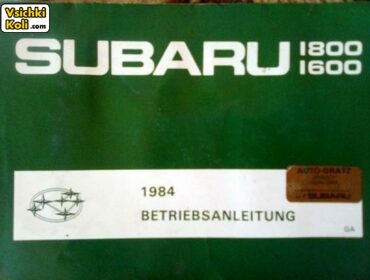 Vsichki
Koli.com
SUBARU 1800
1600
AUTO-GRATZ
SUBARU
1984
BETRIEBSANLEITUNG
GA